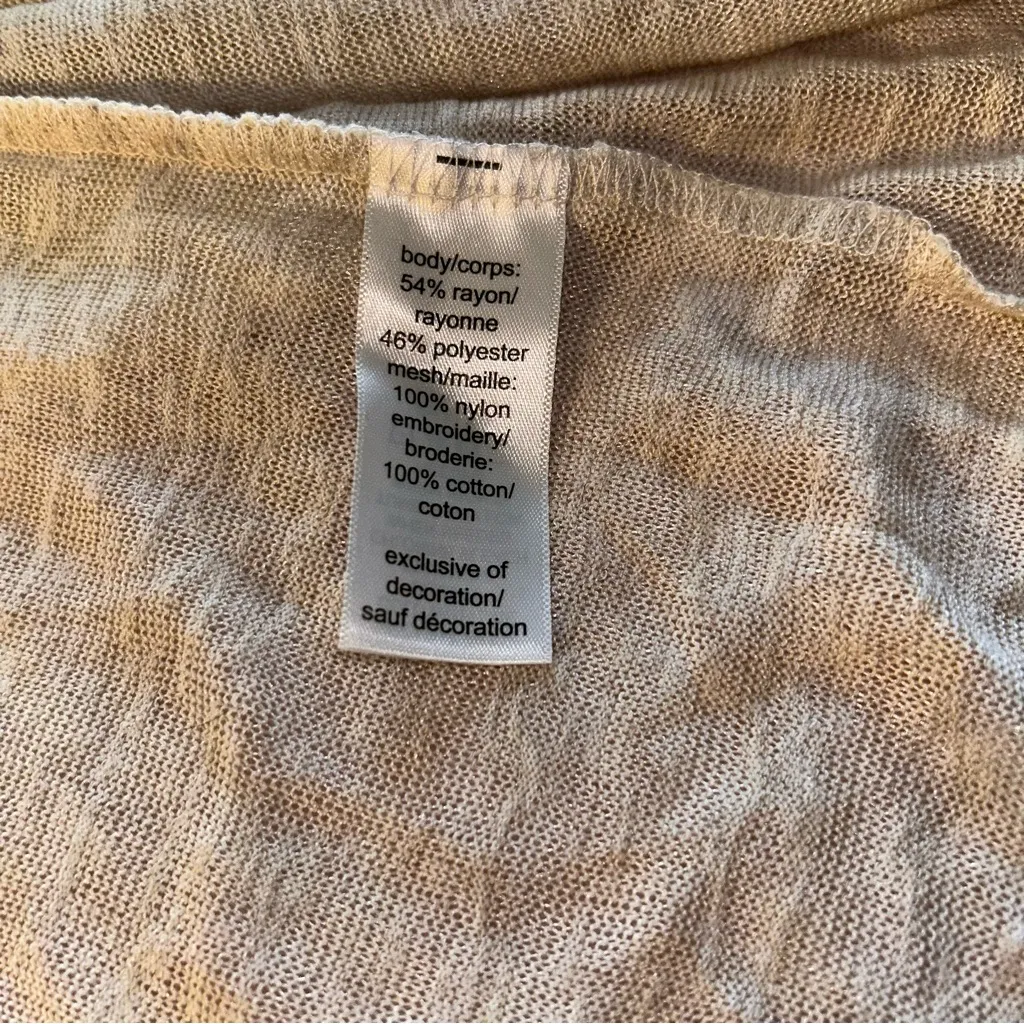 body/corps:
54% rayon/
rayonne
46% polyester
mesh/maille:
100% nylon
embroidery/
broderie:
100% cotton/
coton
exclusive of
decoration/
sauf décoration